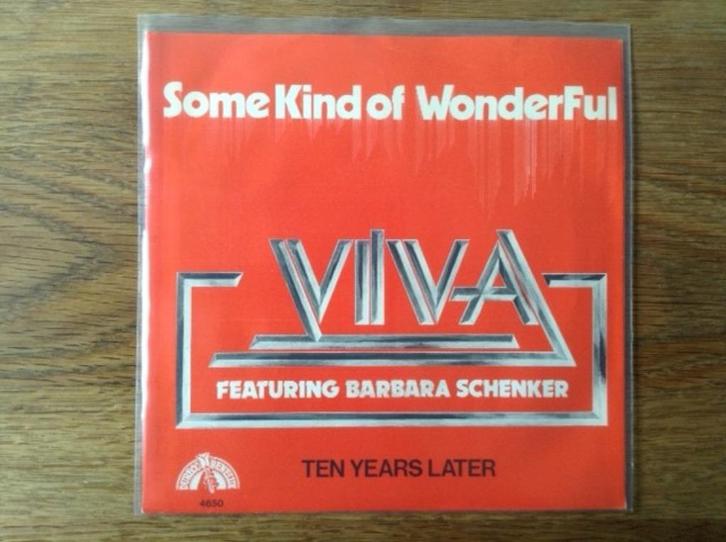 Some Kind of WonderFul
VIVA
FEATURING BARBARA SCHENKER
TEN YEARS LATER
4650